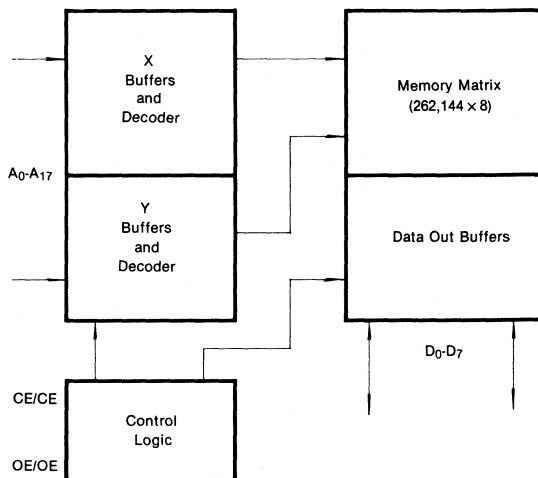 X
Buffers
and
Decoder
Memory Matrix
(262,144 × 8)
A₀-A₁₇
Y
Buffers
and
Decoder
Data Out Buffers
D₀-D₇
CE/CE
Control
Logic
OE/OE